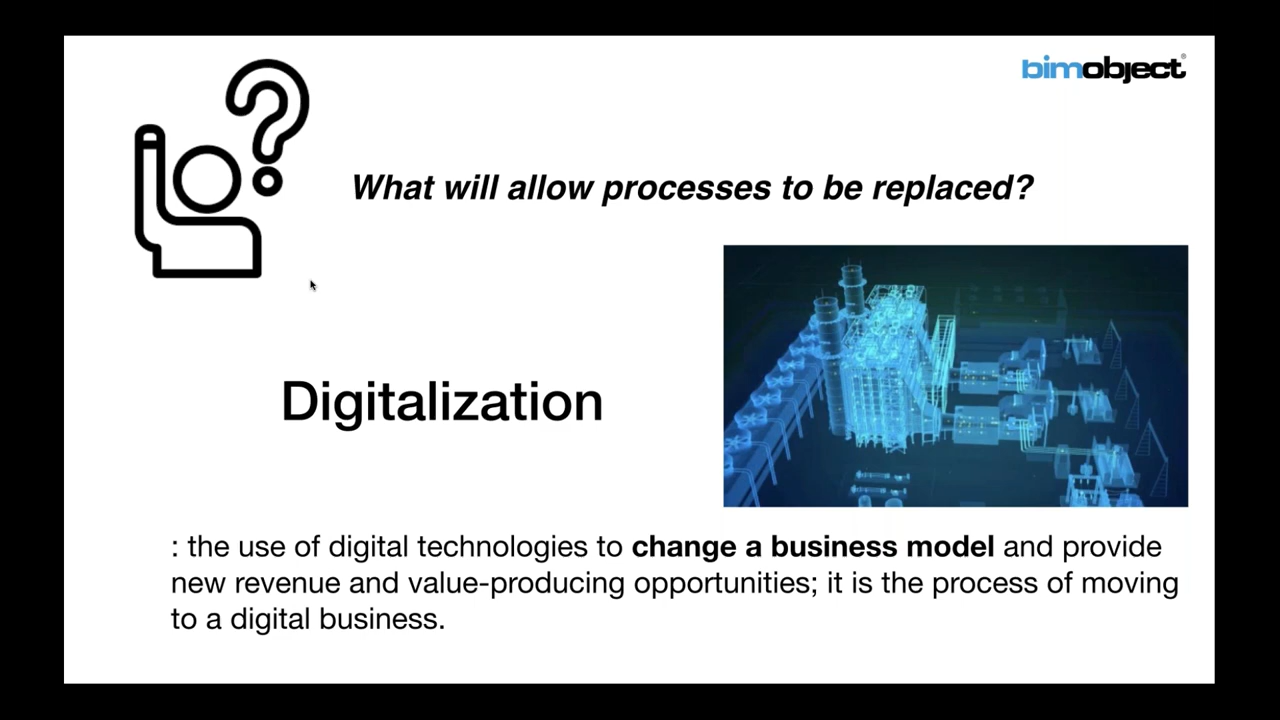 bimobject®
What will allow processes to be replaced?
Digitalization
: the use of digital technologies to change a business model and provide
new revenue and value-producing opportunities; it is the process of moving
to a digital business.